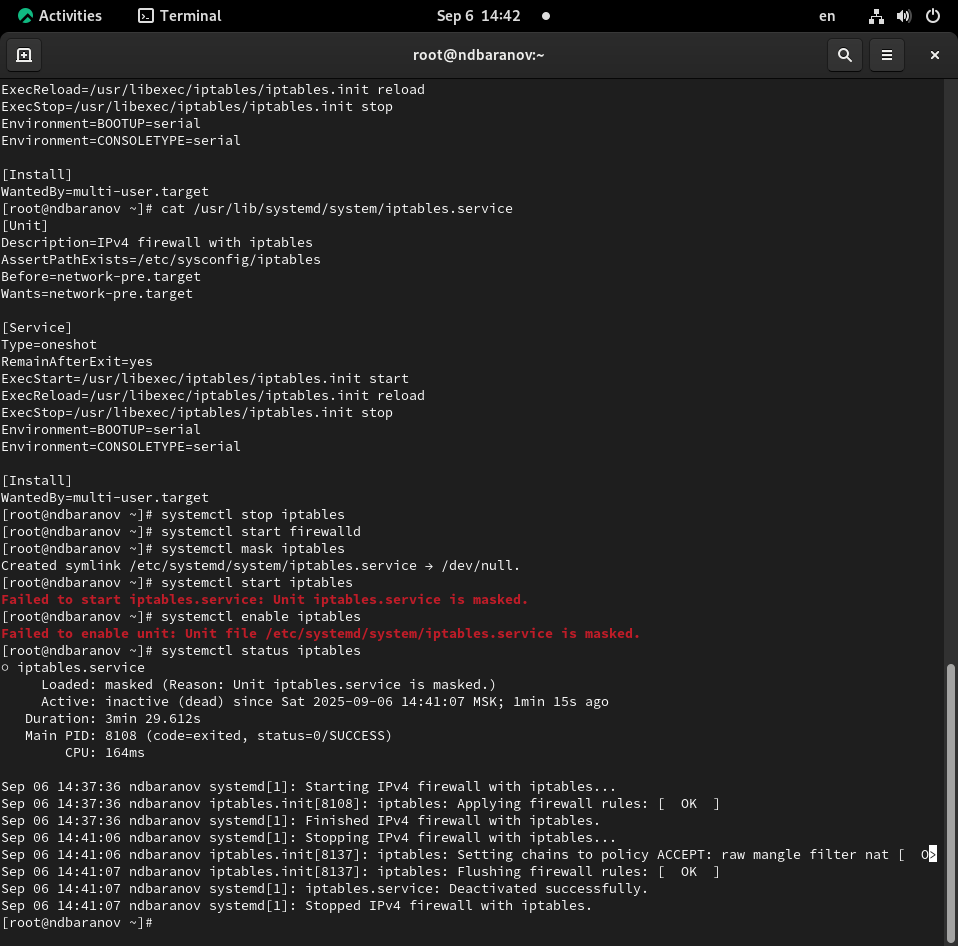 Activities Terminal Sep 6 14:42 en
root@ndbaranov:~
ExecReload=/usr/libexec/iptables/iptables.init reload
ExecStop=/usr/libexec/iptables/iptables.init stop
Environment=BOOTUP=serial
Environment=CONSOLETYPE=serial

[Install]
WantedBy=multi-user.target
[root@ndbaranov ~]# cat /usr/lib/systemd/system/iptables.service
[Unit]
Description=IPv4 firewall with iptables
AssertPathExists=/etc/sysconfig/iptables
Before=network-pre.target
Wants=network-pre.target

[Service]
Type=oneshot
RemainAfterExit=yes
ExecStart=/usr/libexec/iptables/iptables.init start
ExecReload=/usr/libexec/iptables/iptables.init reload
ExecStop=/usr/libexec/iptables/iptables.init stop
Environment=BOOTUP=serial
Environment=CONSOLETYPE=serial

[Install]
WantedBy=multi-user.target
[root@ndbaranov ~]# systemctl stop iptables
[root@ndbaranov ~]# systemctl start firewalld
[root@ndbaranov ~]# systemctl mask iptables
Created symlink /etc/systemd/system/iptables.service → /dev/null.
[root@ndbaranov ~]# systemctl start iptables
Failed to start iptables.service: Unit iptables.service is masked.
[root@ndbaranov ~]# systemctl enable iptables
Failed to enable unit: Unit file /etc/systemd/system/iptables.service is masked.
[root@ndbaranov ~]# systemctl status iptables
○ iptables.service
     Loaded: masked (Reason: Unit iptables.service is masked.)
     Active: inactive (dead) since Sat 2025-09-06 14:41:07 MSK; 1min 15s ago
   Duration: 3min 29.612s
   Main PID: 8108 (code=exited, status=0/SUCCESS)
        CPU: 164ms

Sep 06 14:37:36 ndbaranov systemd[1]: Starting IPv4 firewall with iptables...
Sep 06 14:37:36 ndbaranov iptables.init[8108]: iptables: Applying firewall rules: [  OK  ]
Sep 06 14:37:36 ndbaranov systemd[1]: Finished IPv4 firewall with iptables.
Sep 06 14:41:06 ndbaranov systemd[1]: Stopping IPv4 firewall with iptables...
Sep 06 14:41:06 ndbaranov iptables.init[8137]: iptables: Setting chains to policy ACCEPT: raw mangle filter nat [  O>
Sep 06 14:41:07 ndbaranov iptables.init[8137]: iptables: Flushing firewall rules: [  OK  ]
Sep 06 14:41:07 ndbaranov systemd[1]: iptables.service: Deactivated successfully.
Sep 06 14:41:07 ndbaranov systemd[1]: Stopped IPv4 firewall with iptables.
[root@ndbaranov ~]#